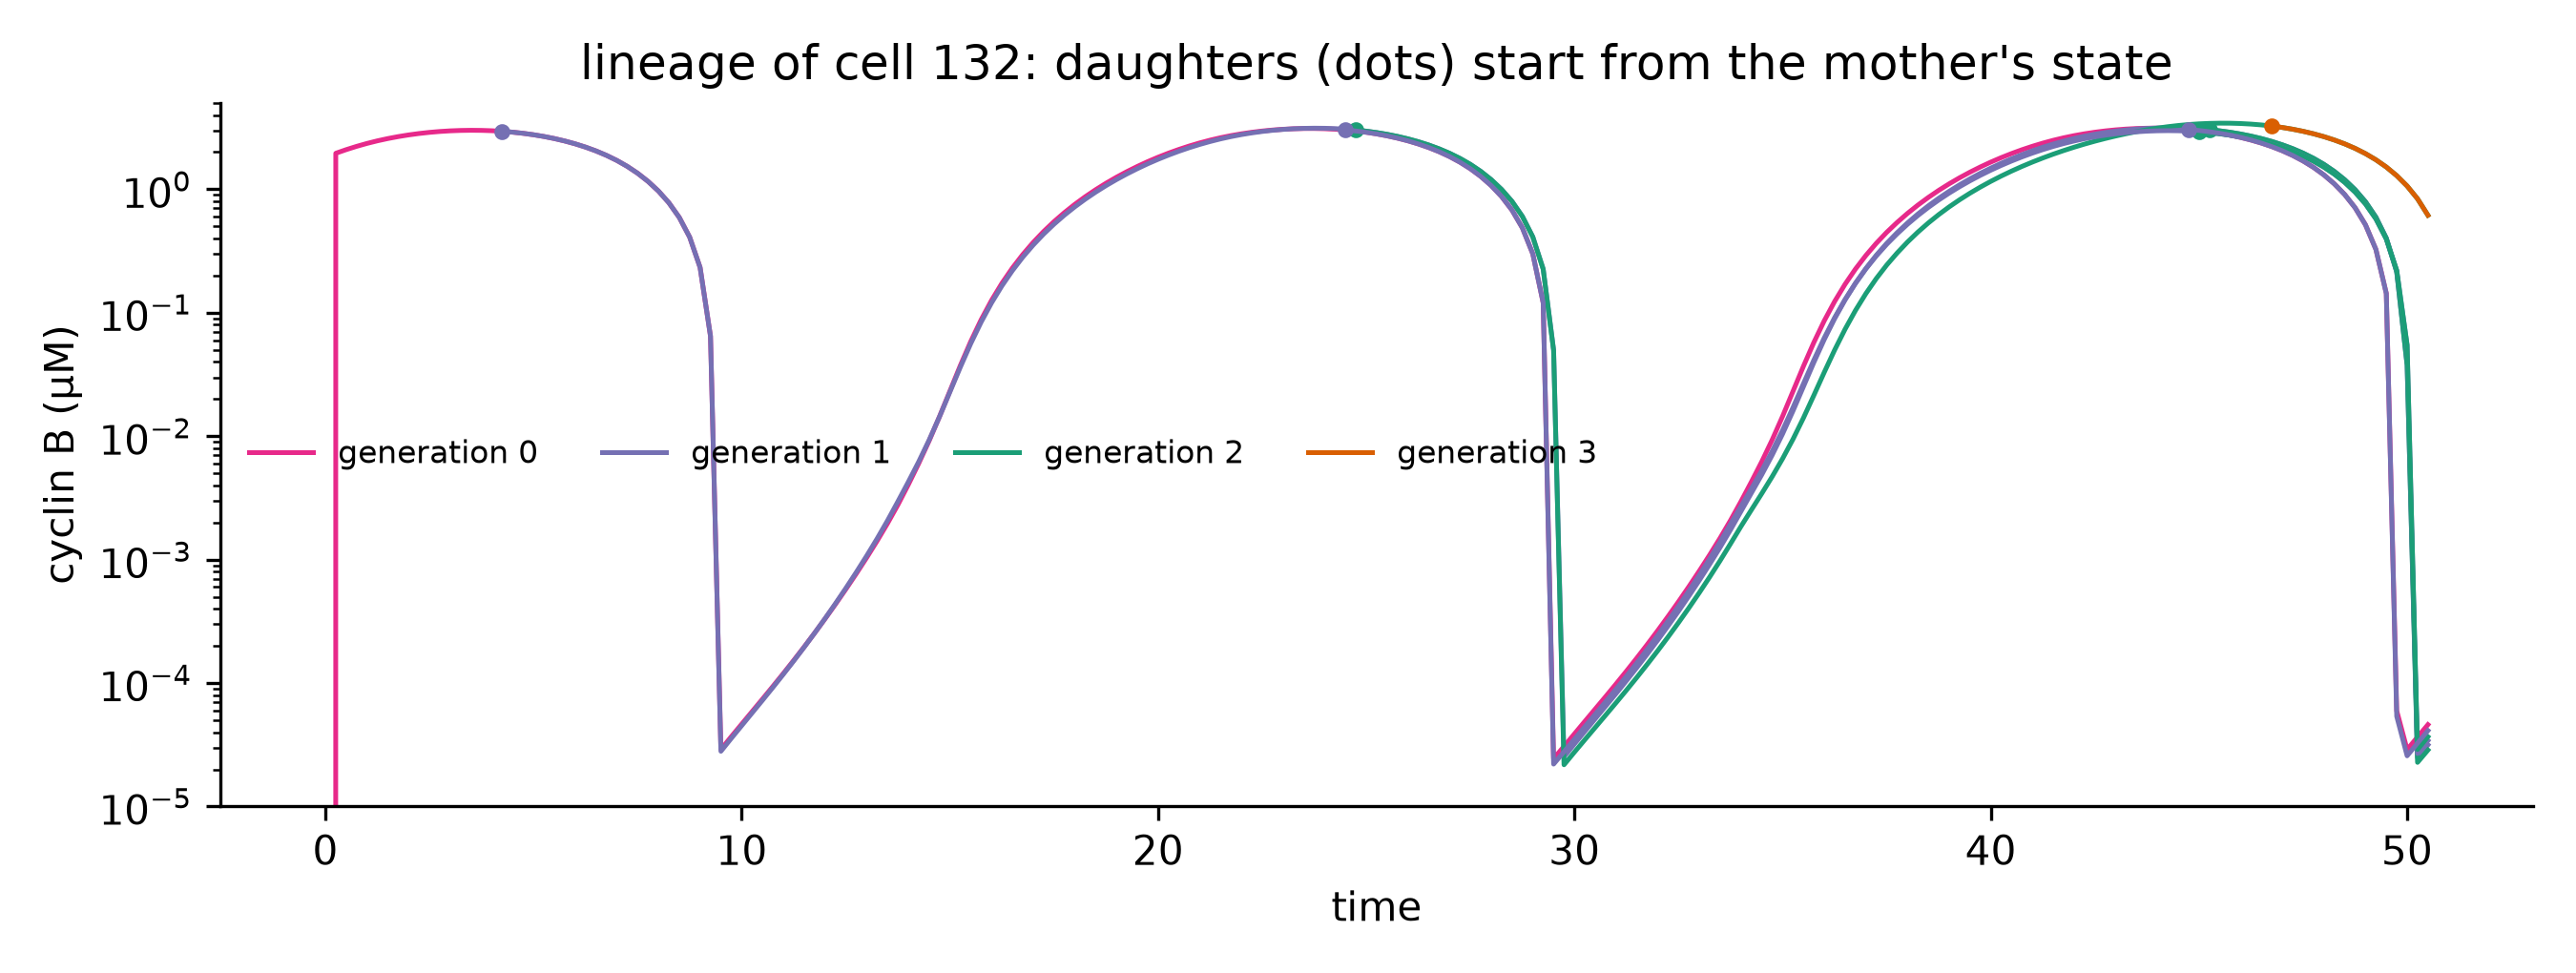 lineage of cell 132: daughters (dots) start from the mother's state
cyclin B (µM)
10⁰
10⁻¹
10⁻²
10⁻³
10⁻⁴
10⁻⁵
generation 0 generation 1 generation 2 generation 3
0 10 20 30 40 50
time